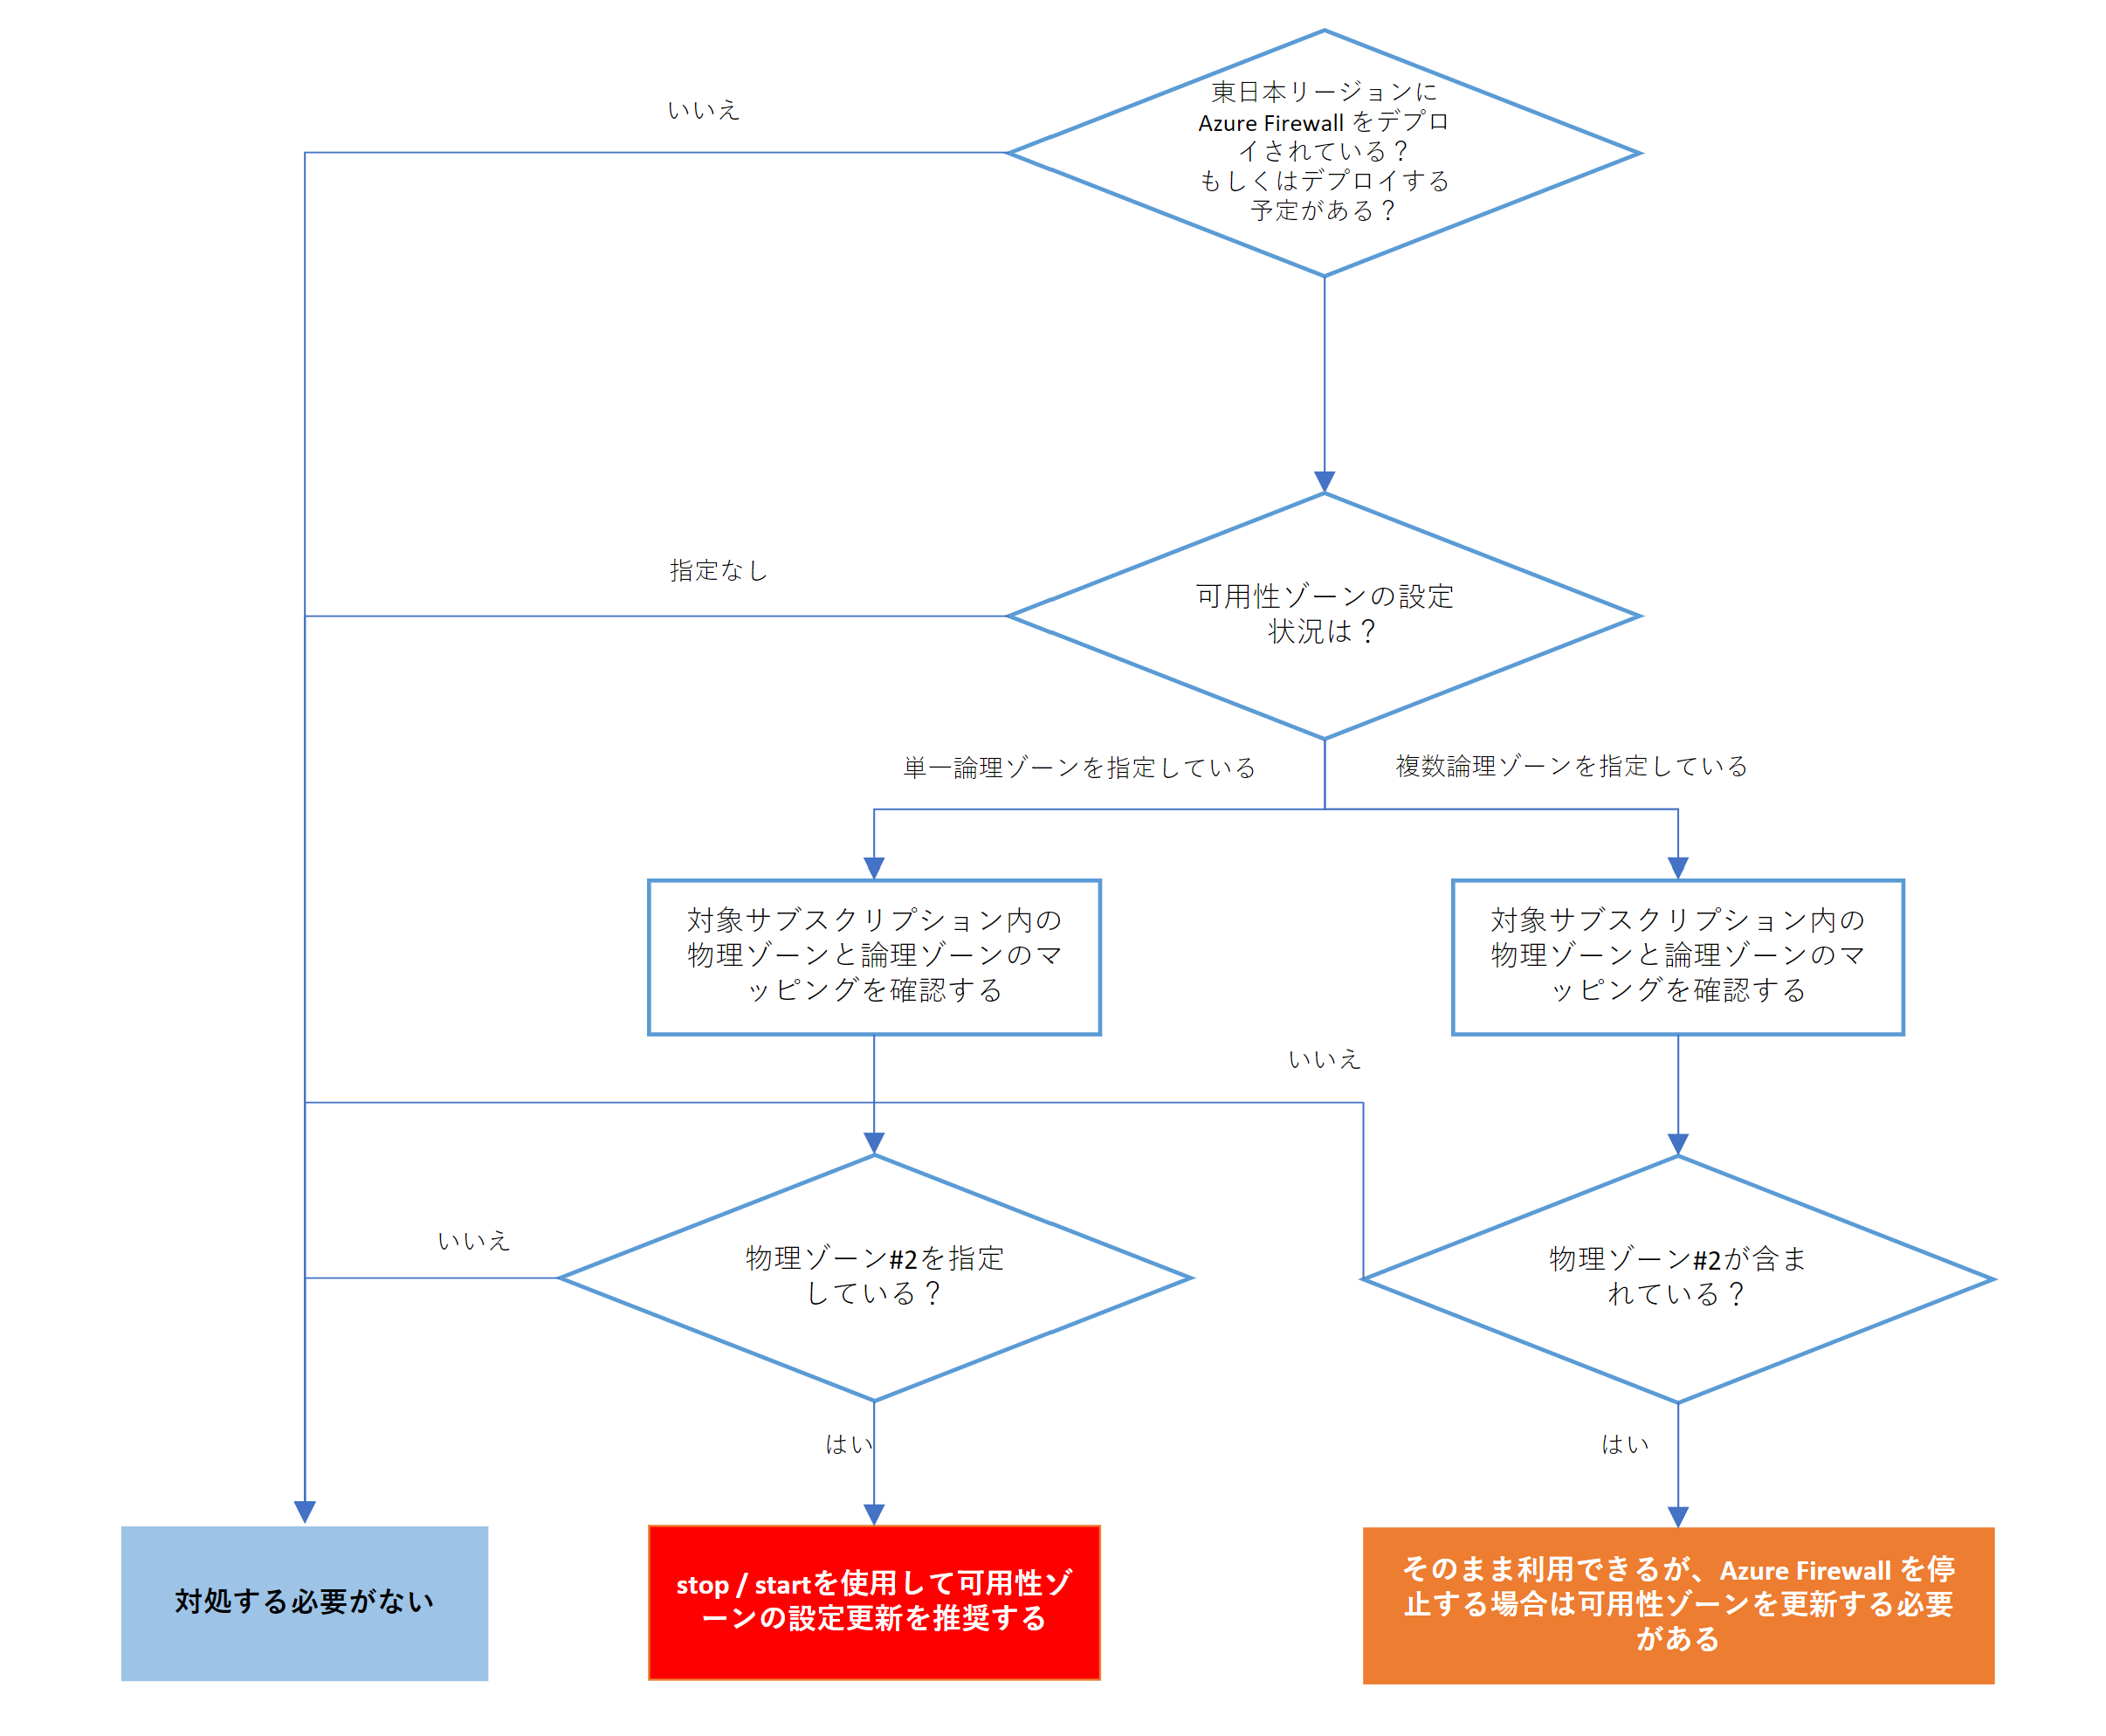 東日本リージョンに
Azure Firewall をデプロ
イされている？
もしくはデプロイする
予定がある？
いいえ
指定なし
可用性ゾーンの設定
状況は？
単一論理ゾーンを指定している
複数論理ゾーンを指定している
対象サブスクリプション内の
物理ゾーンと論理ゾーンのマ
ッピングを確認する
対象サブスクリプション内の
物理ゾーンと論理ゾーンのマ
ッピングを確認する
いいえ
いいえ
物理ゾーン#2を指定
している？
物理ゾーン#2が含ま
れている？
はい
はい
対処する必要がない
stop / startを使用して可用性ゾ
ーンの設定更新を推奨する
そのまま利用できるが、Azure Firewall を停
止する場合は可用性ゾーンを更新する必要
がある